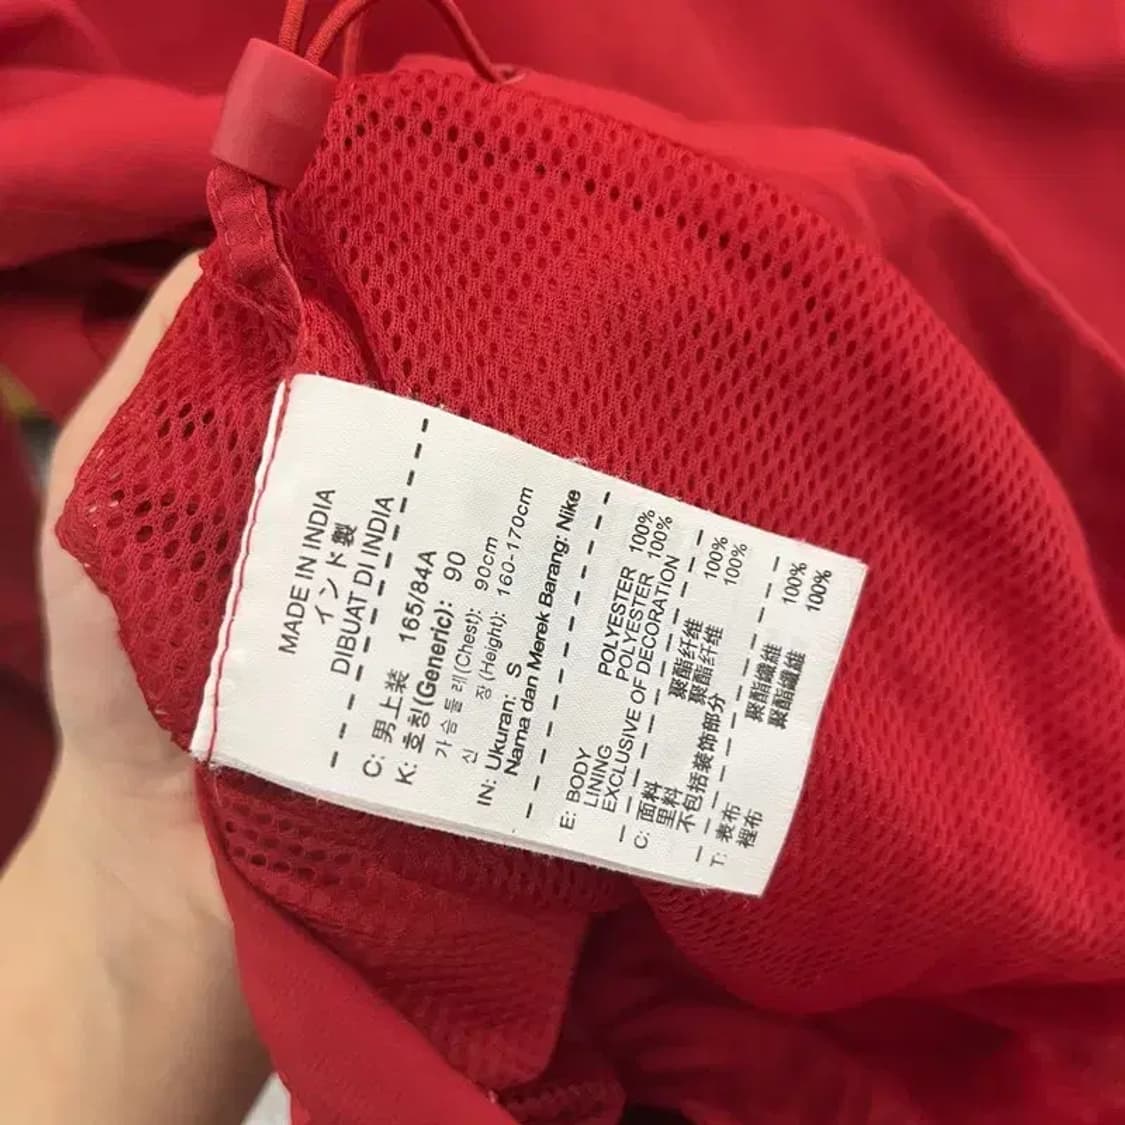 MADE IN INDIA
インド製
DIBUAT DI INDIA
C: 男上装 165/84A
K: 호칭(Generic): 90
가슴둘레(Chest): 90cm
신 장(Height): 160-170cm
IN: Ukuran: S
Nama dan Merek Barang: Nike
E: BODY POLYESTER 100%
LINING POLYESTER 100%
EXCLUSIVE OF DECORATION
C: 面料 聚酯纤维 100%
里料 聚酯纤维 100%
不包括装饰部分
T: 表布 聚酯纖維 100%
裡布 聚酯纖維 100%